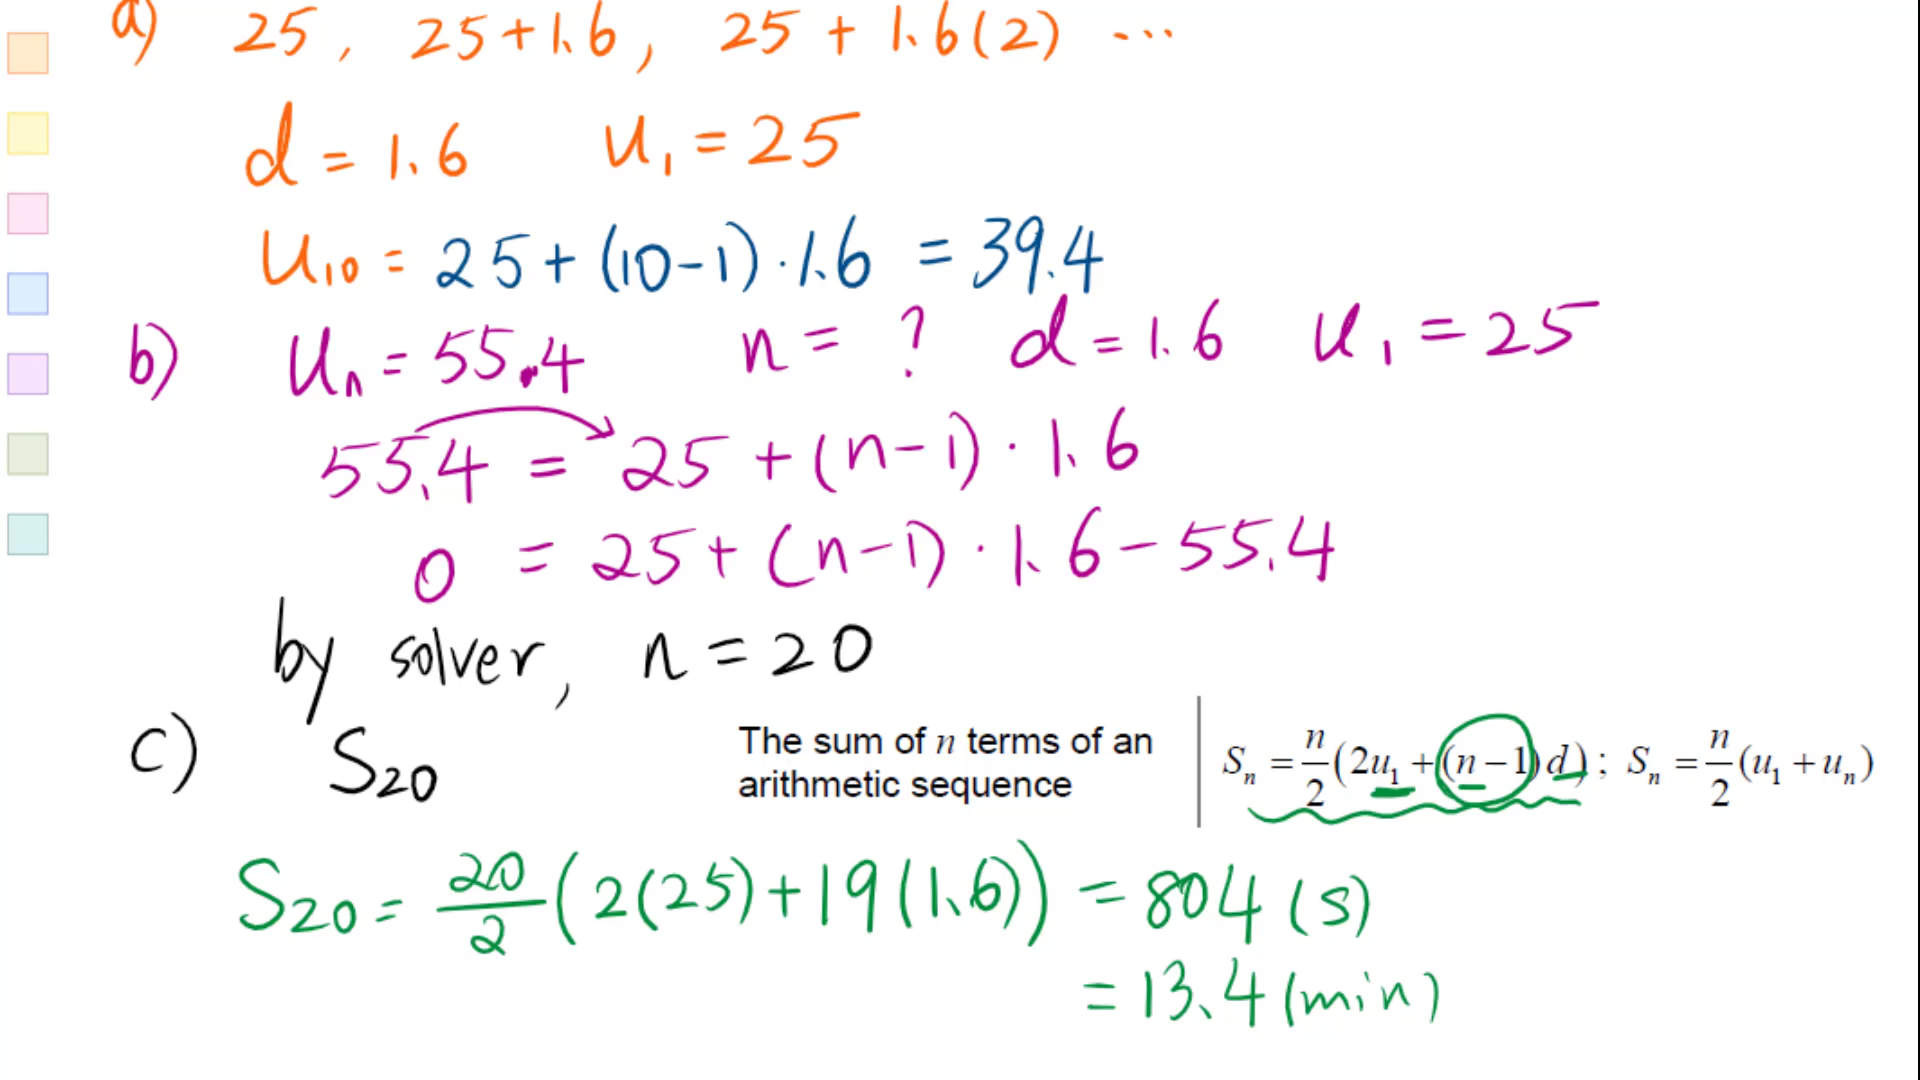 a) 25, 25+1.6, 25 + 1.6(2) ...
d = 1.6 u₁ = 25
u₁₀ = 25 + (10-1)·1.6 = 39.4
b) uₙ = 55.4 n = ? d = 1.6 u₁ = 25
55.4 = 25 + (n-1)·1.6
0 = 25 + (n-1)·1.6 - 55.4
by solver, n = 20
c) S₂₀
The sum of n terms of an
arithmetic sequence
Sₙ = n/2 (2u₁ + (n-1)d); Sₙ = n/2 (u₁ + uₙ)
S₂₀ = 20/2 (2(25) + 19(1.6)) = 804 (s)
= 13.4 (min)